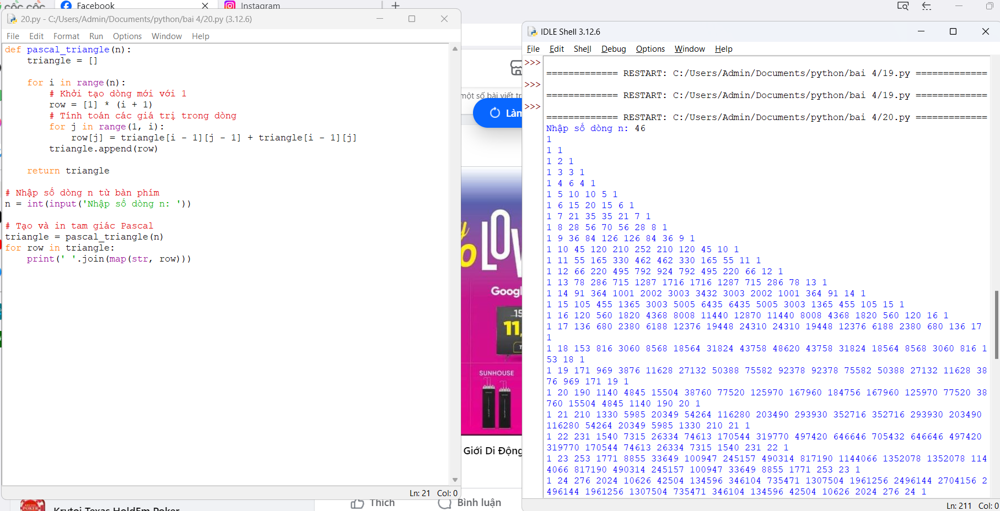 cốc cốc
Facebook
Instagram
20.py - C:/Users/Admin/Documents/python/bai 4/20.py (3.12.6)
File Edit Format Run Options Window Help
def pascal_triangle(n):
triangle = []
for i in range(n):
# Khởi tạo dòng mới với 1
row = [1] * (i + 1)
# Tính toán các giá trị trong dòng
for j in range(1, i):
row[j] = triangle[i - 1][j - 1] + triangle[i - 1][j]
triangle.append(row)
return triangle
# Nhập số dòng n từ bàn phím
n = int(input('Nhập số dòng n: '))
# Tạo và in tam giác Pascal
triangle = pascal_triangle(n)
for row in triangle:
print(' '.join(map(str, row)))
Ln: 21 Col: 0
một số bài viết
Làm
LOV
Googl
15
11,
SUNHOUSE
Giới Di Động
Thích
Bình luận
POKER
Krytoi Texas HoldEm Poker
IDLE Shell 3.12.6
File Edit Shell Debug Options Window Help
>>>
============= RESTART: C:/Users/Admin/Documents/python/bai 4/19.py =============
>>>
============= RESTART: C:/Users/Admin/Documents/python/bai 4/19.py =============
>>>
============= RESTART: C:/Users/Admin/Documents/python/bai 4/20.py =============
Nhập số dòng n: 46
1
1 1
1 2 1
1 3 3 1
1 4 6 4 1
1 5 10 10 5 1
1 6 15 20 15 6 1
1 7 21 35 35 21 7 1
1 8 28 56 70 56 28 8 1
1 9 36 84 126 126 84 36 9 1
1 10 45 120 210 252 210 120 45 10 1
1 11 55 165 330 462 462 330 165 55 11 1
1 12 66 220 495 792 924 792 495 220 66 12 1
1 13 78 286 715 1287 1716 1716 1287 715 286 78 13 1
1 14 91 364 1001 2002 3003 3432 3003 2002 1001 364 91 14 1
1 15 105 455 1365 3003 5005 6435 6435 5005 3003 1365 455 105 15 1
1 16 120 560 1820 4368 8008 11440 12870 11440 8008 4368 1820 560 120 16 1
1 17 136 680 2380 6188 12376 19448 24310 24310 19448 12376 6188 2380 680 136 17
1
1 18 153 816 3060 8568 18564 31824 43758 48620 43758 31824 18564 8568 3060 816 1
53 18 1
1 19 171 969 3876 11628 27132 50388 75582 92378 92378 75582 50388 27132 11628 38
76 969 171 19 1
1 20 190 1140 4845 15504 38760 77520 125970 167960 184756 167960 125970 77520 38
760 15504 4845 1140 190 20 1
1 21 210 1330 5985 20349 54264 116280 203490 293930 352716 352716 293930 203490
116280 54264 20349 5985 1330 210 21 1
1 22 231 1540 7315 26334 74613 170544 319770 497420 646646 705432 646646 497420
319770 170544 74613 26334 7315 1540 231 22 1
1 23 253 1771 8855 33649 100947 245157 490314 817190 1144066 1352078 1352078 114
4066 817190 490314 245157 100947 33649 8855 1771 253 23 1
1 24 276 2024 10626 42504 134596 346104 735471 1307504 1961256 2496144 2704156 2
496144 1961256 1307504 735471 346104 134596 42504 10626 2024 276 24 1
Ln: 211 Col: 0